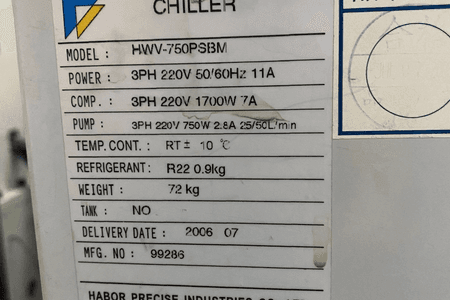 CHILLER
MODEL : HWV-750PSBM
POWER : 3PH 220V 50/60Hz 11A
COMP. : 3PH 220V 1700W 7A
PUMP : 3PH 220V 750W 2.8A 25/50L/min
TEMP. CONT. : RT± 10 ℃
REFRIGERANT: R22 0.9kg
WEIGHT : 72 kg
TANK : NO
DELIVERY DATE : 2006 07
MFG. NO : 99286
HABOR PRECISE INDUSTRIES CO.